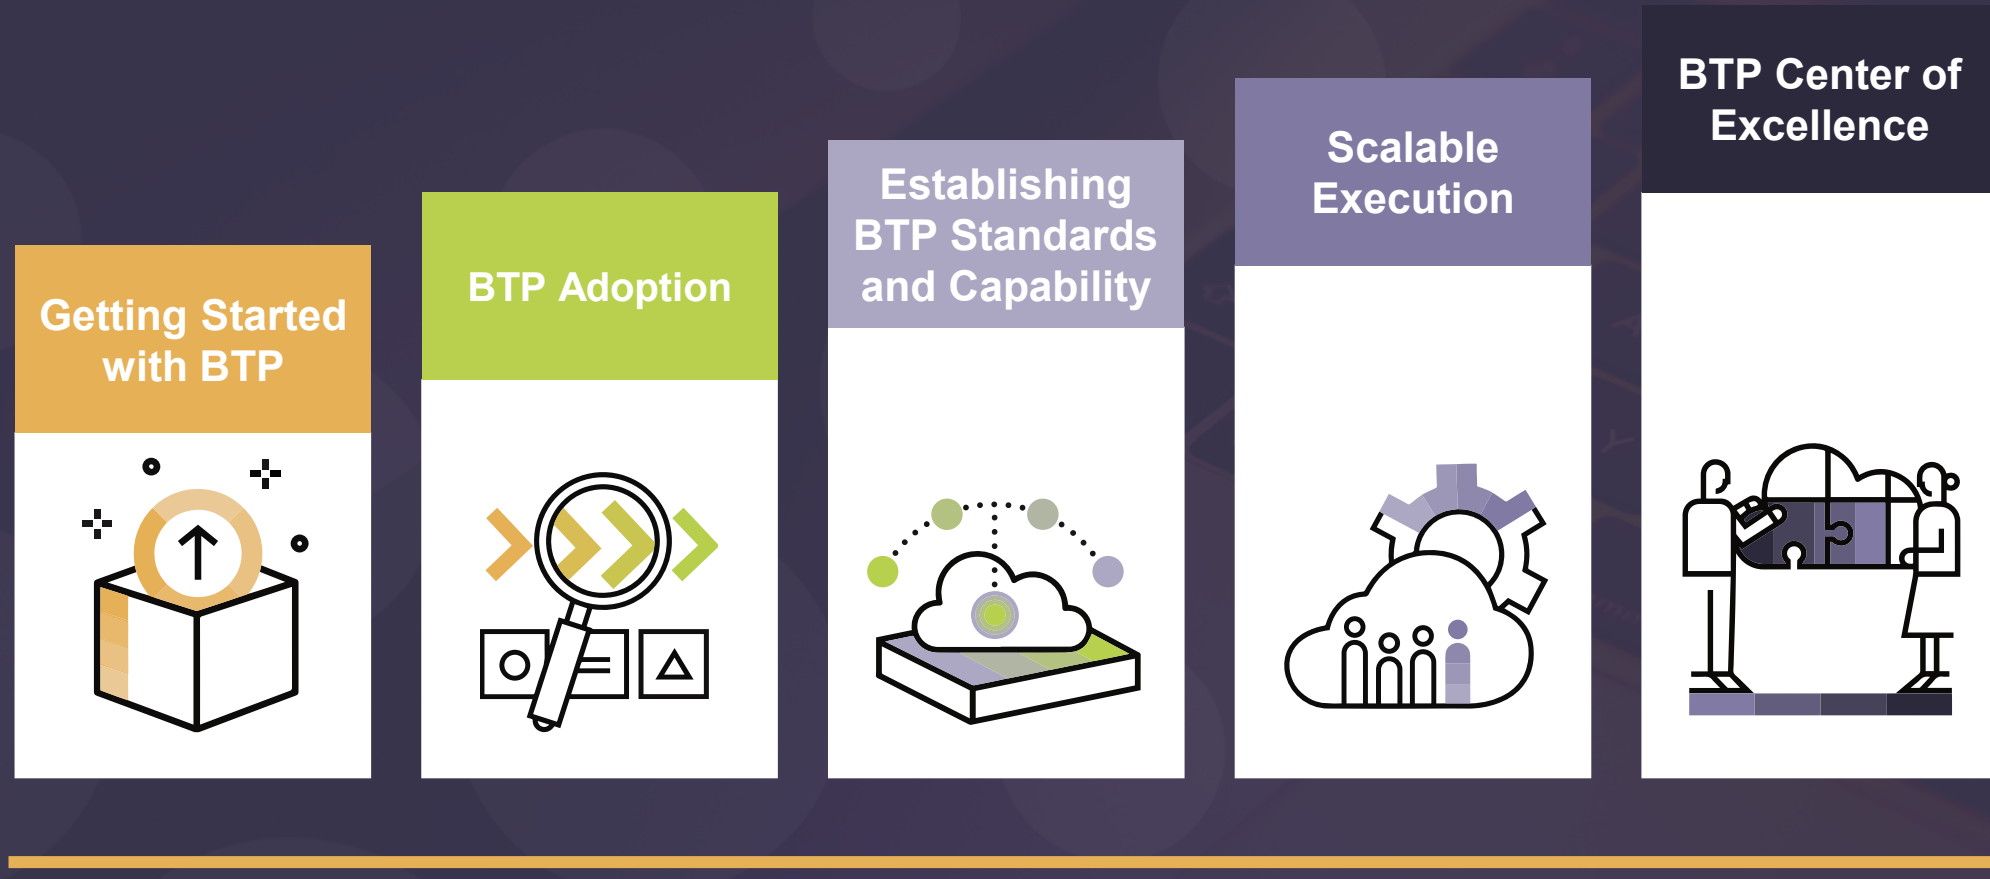 Getting Started
with BTP
BTP Adoption
Establishing
BTP Standards
and Capability
Scalable
Execution
BTP Center of
Excellence